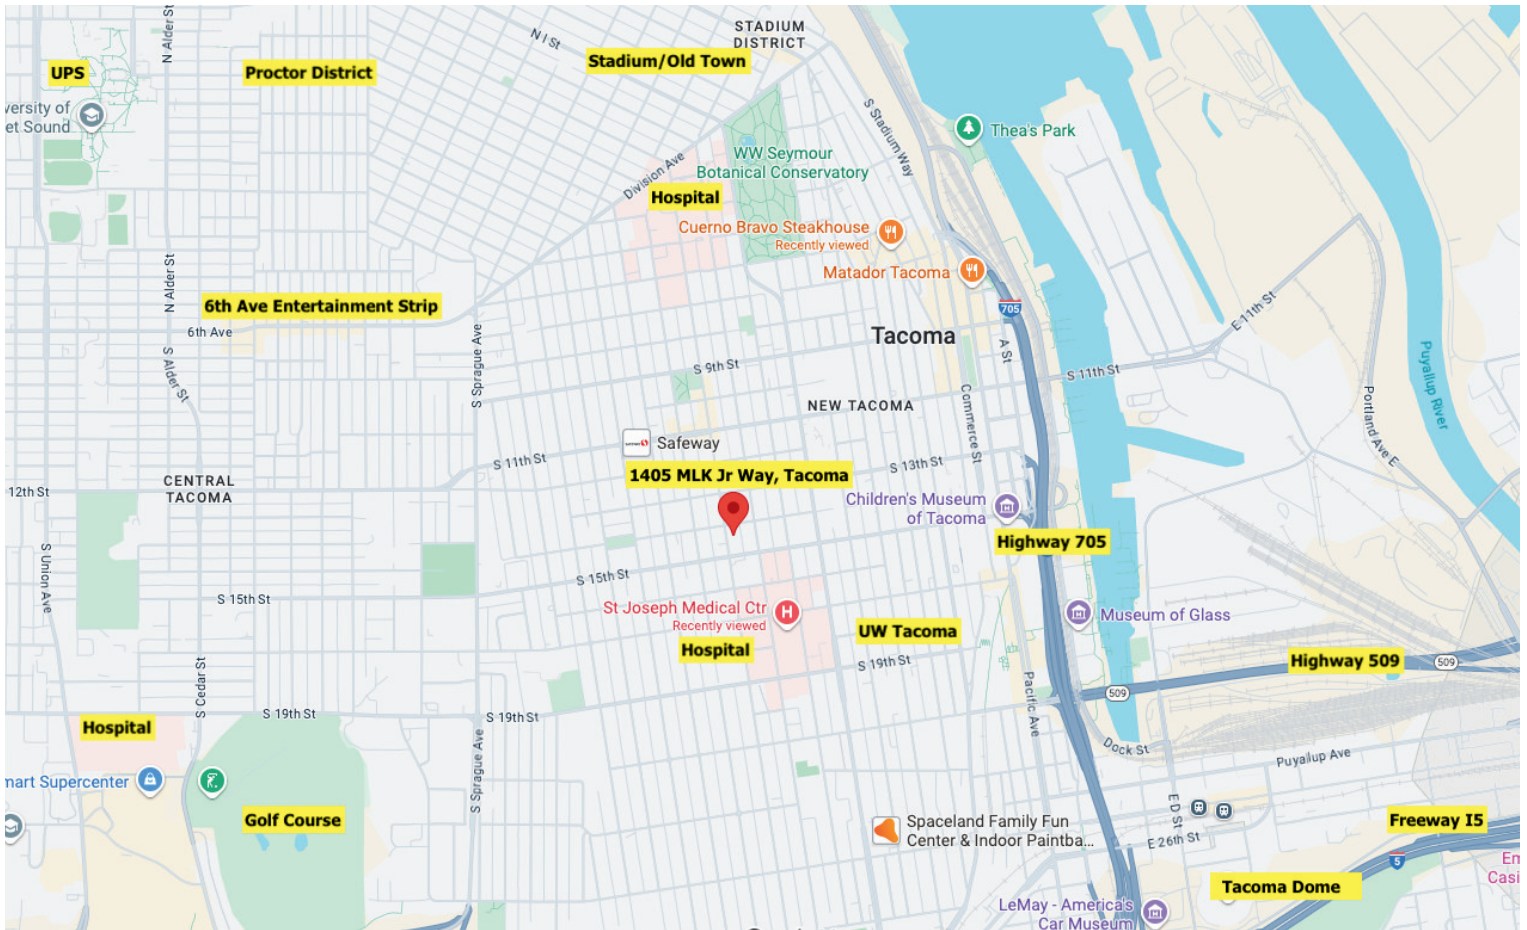 STADIUM
DISTRICT
N Alder St
N I St
Stadium/Old Town
UPS
Proctor District
versity of
et Sound
S Stadium Way
Thea's Park
WW Seymour
Botanical Conservatory
Division Ave
Hospital
Cuerno Bravo Steakhouse
Recently viewed
Matador Tacoma
N Alder St
6th Ave Entertainment Strip
6th Ave
705
Tacoma
A St
E 11th St
Puyallup River
S Sprague Ave
S Alder St
S 9th St
S 11th St
Portland Ave E
NEW TACOMA
Commerce St
Safeway
S 11th St
S 13th St
1405 MLK Jr Way, Tacoma
CENTRAL
TACOMA
12th St
Children's Museum
of Tacoma
Highway 705
S Union Ave
S 15th St
S 15th St
St Joseph Medical Ctr
Recently viewed
H
Hospital
UW Tacoma
Museum of Glass
Highway 509
509
S 19th St
509
S Cedar St
Pacific Ave
S 19th St
S 19th St
Hospital
Dock St
Puyallup Ave
S Sprague Ave
mart Supercenter
E D St
Golf Course
Spaceland Family Fun
Center & Indoor Paintba...
Freeway I5
E 26th St
5
Em
Casi
Tacoma Dome
LeMay - America's
Car Museum